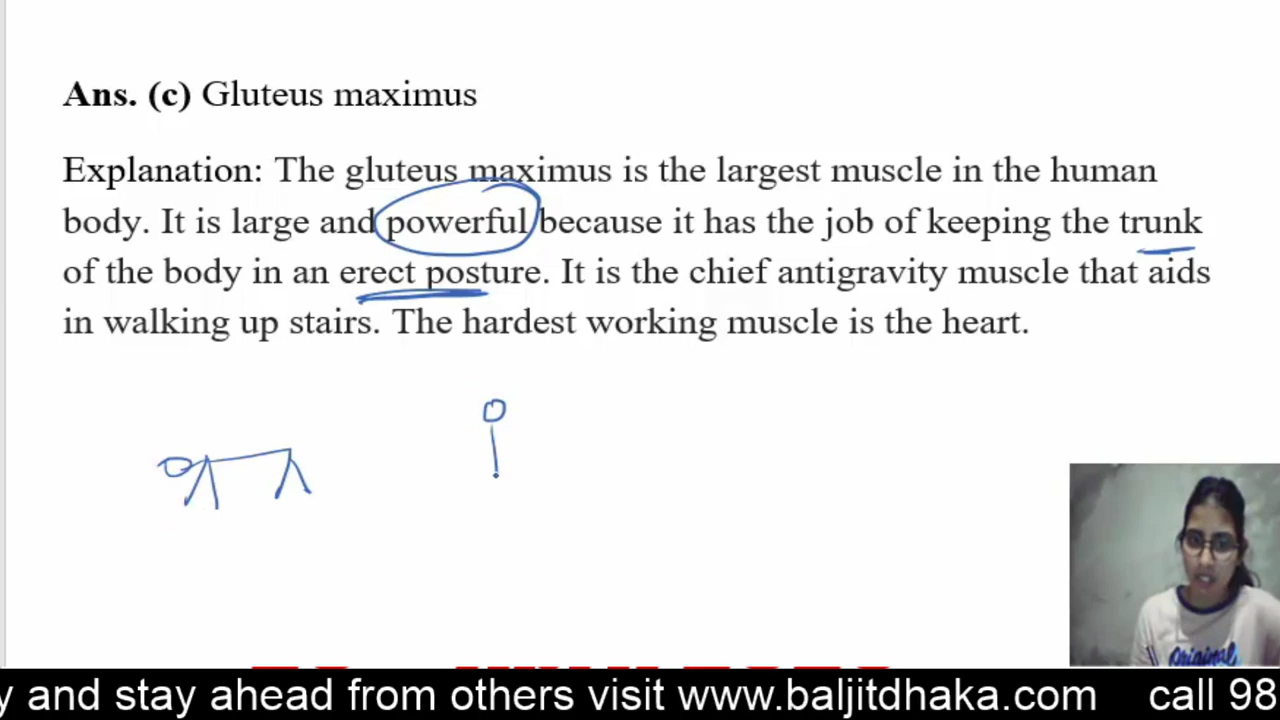 Ans. (c) Gluteus maximus
Explanation: The gluteus maximus is the largest muscle in the human
body. It is large and powerful because it has the job of keeping the trunk
of the body in an erect posture. It is the chief antigravity muscle that aids
in walking up stairs. The hardest working muscle is the heart.
Original
y and stay ahead from others visit www.baljitdhaka.com call 98